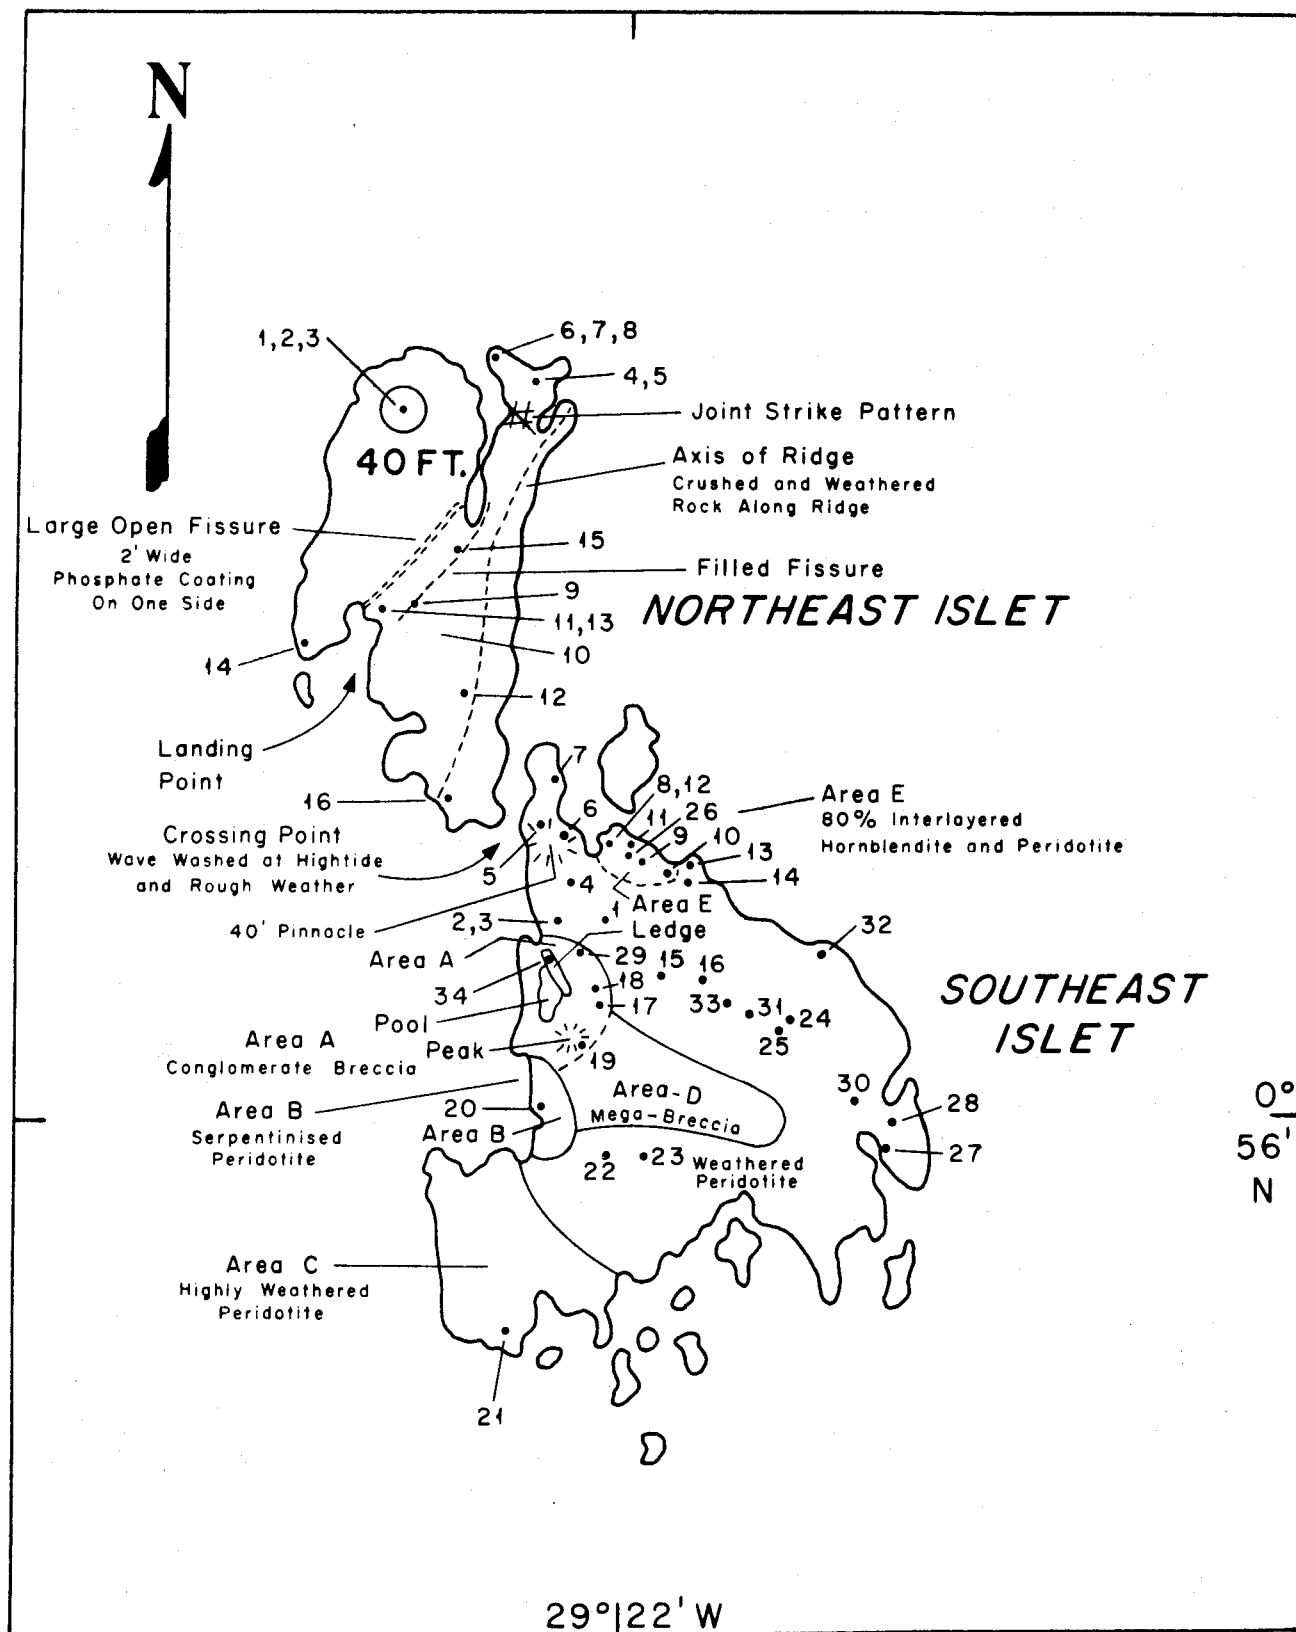 N
1,2,3
6,7,8
4,5
Joint Strike Pattern
40 FT.
Axis of Ridge
Crushed and Weathered
Rock Along Ridge
Large Open Fissure
2' Wide
Phosphate Coating
On One Side
15
Filled Fissure
9
11,13
10
NORTHEAST ISLET
14
12
Landing
Point
16
7
8,12
11
26
6
9
10
13
14
Area E
80% Interlayered
Hornblendite and Peridotite
Crossing Point
Wave Washed at Hightide
and Rough Weather
5
4
40' Pinnacle
2,3
1
Area E
Ledge
32
Area A
29
15
16
34
18
17
33
31
24
25
SOUTHEAST
ISLET
Pool
Peak
19
Area A
Conglomerate Breccia
Area B
Serpentinised
Peridotite
20
Area B
Area-D
Mega-Breccia
30
28
27
0°
56'
N
22
23
Weathered
Peridotite
Area C
Highly Weathered
Peridotite
21
29°|22' W